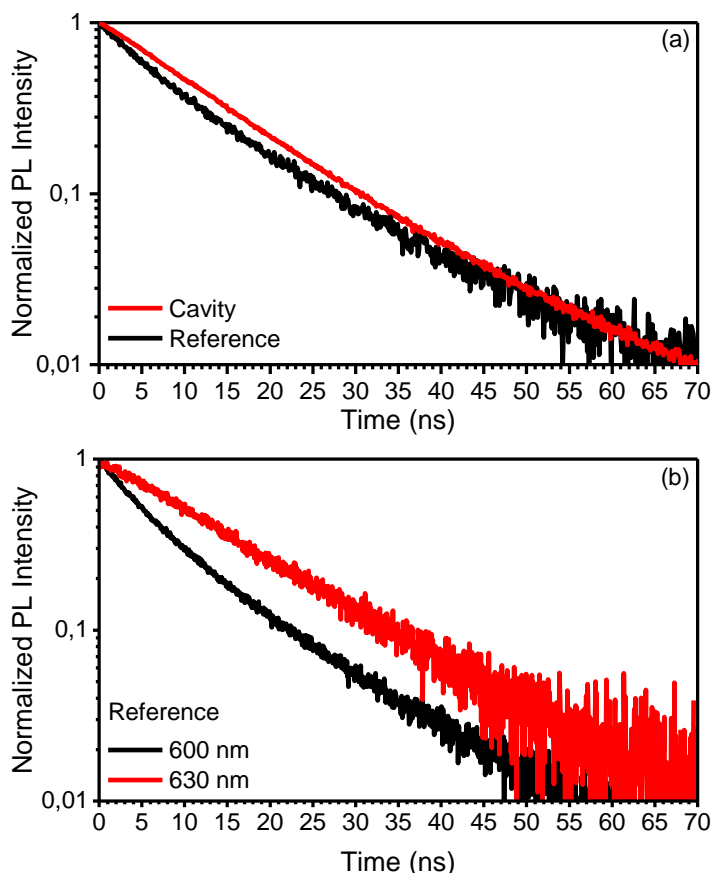 (a)
Normalized PL Intensity
1
0,1
0,01
Cavity
Reference
0 5 10 15 20 25 30 35 40 45 50 55 60 65 70
Time (ns)
(b)
Normalized PL Intensity
1
0,1
0,01
Reference
600 nm
630 nm
0 5 10 15 20 25 30 35 40 45 50 55 60 65 70
Time (ns)